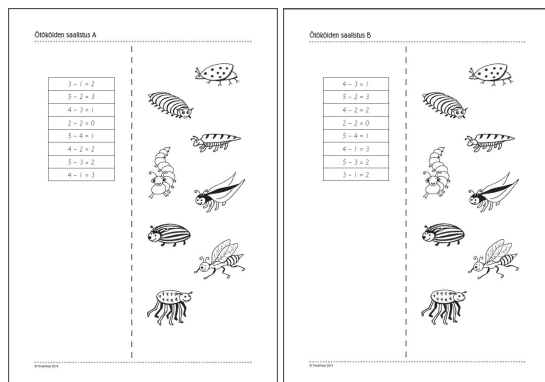 Ötököiden saalistus A
3 – 1 = 2
5 – 2 = 3
4 – 3 = 1
2 – 2 = 0
5 – 4 = 1
4 – 2 = 2
5 – 3 = 2
4 – 1 = 3
Ötököiden saalistus B
4 – 3 = 1
5 – 2 = 3
4 – 2 = 2
2 – 2 = 0
5 – 4 = 1
4 – 1 = 3
5 – 3 = 2
3 – 1 = 2